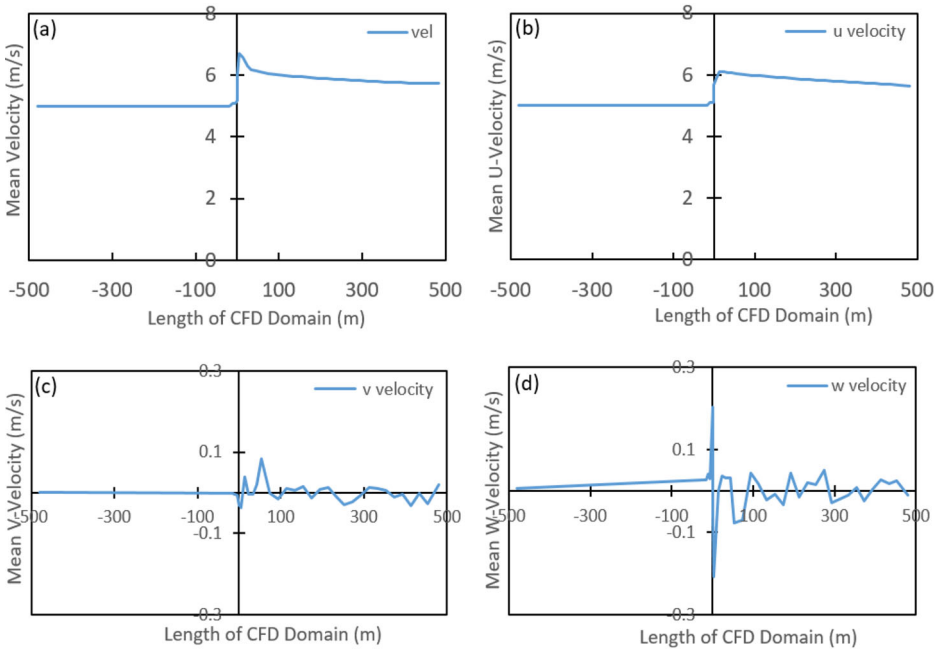 (a)
vel
Mean Velocity (m/s)
8
6
4
2
0
-500 -300 -100 100 300 500
Length of CFD Domain (m)
(b)
u velocity
Mean U-Velocity (m/s)
8
6
4
2
0
-500 -300 -100 100 300 500
Length of CFD Domain (m)
(c)
v velocity
Mean V-Velocity (m/s)
0.3
0.1
-500 -300 -100 100 300 500
-0.1
-0.3
Length of CFD Domain (m)
(d)
w velocity
Mean W-Velocity (m/s)
0.3
0.1
-500 -300 -100 100 300 500
-0.1
-0.3
Length of CFD Domain (m)